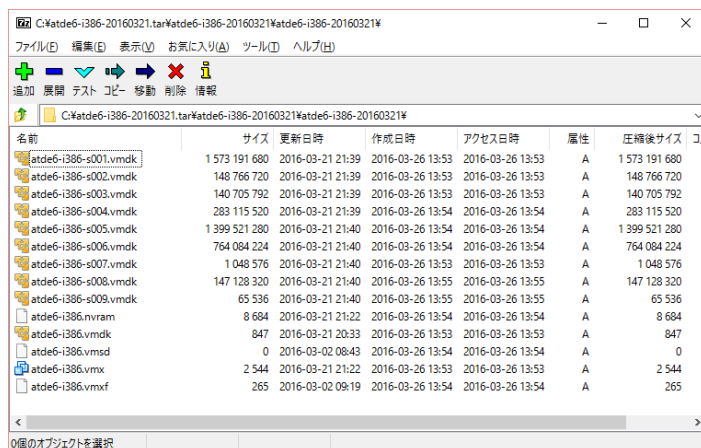 C:¥atde6-i386-20160321.tar¥atde6-i386-20160321¥atde6-i386-20160321¥
ファイル(F) 編集(E) 表示(V) お気に入り(A) ツール(T) ヘルプ(H)
追加 展開 テスト コピー 移動 削除 情報
C:¥atde6-i386-20160321.tar¥atde6-i386-20160321¥atde6-i386-20160321¥
名前 サイズ 更新日時 作成日時 アクセス日時 属性 圧縮後サイズ コ
atde6-i386-s001.vmdk 1 573 191 680 2016-03-21 21:39 2016-03-26 13:53 2016-03-26 13:53 A 1 573 191 680
atde6-i386-s002.vmdk 148 766 720 2016-03-21 21:39 2016-03-26 13:53 2016-03-26 13:53 A 148 766 720
atde6-i386-s003.vmdk 140 705 792 2016-03-21 21:39 2016-03-26 13:53 2016-03-26 13:53 A 140 705 792
atde6-i386-s004.vmdk 283 115 520 2016-03-21 21:39 2016-03-26 13:54 2016-03-26 13:54 A 283 115 520
atde6-i386-s005.vmdk 1 399 521 280 2016-03-21 21:40 2016-03-26 13:54 2016-03-26 13:54 A 1 399 521 280
atde6-i386-s006.vmdk 764 084 224 2016-03-21 21:40 2016-03-26 13:54 2016-03-26 13:54 A 764 084 224
atde6-i386-s007.vmdk 1 048 576 2016-03-21 21:40 2016-03-26 13:53 2016-03-26 13:53 A 1 048 576
atde6-i386-s008.vmdk 147 128 320 2016-03-21 21:40 2016-03-26 13:55 2016-03-26 13:55 A 147 128 320
atde6-i386-s009.vmdk 65 536 2016-03-21 21:40 2016-03-26 13:55 2016-03-26 13:55 A 65 536
atde6-i386.nvram 8 684 2016-03-21 21:22 2016-03-26 13:54 2016-03-26 13:54 A 8 684
atde6-i386.vmdk 847 2016-03-21 20:33 2016-03-26 13:53 2016-03-26 13:53 A 847
atde6-i386.vmsd 0 2016-03-02 08:43 2016-03-26 13:54 2016-03-26 13:54 A 0
atde6-i386.vmx 2 544 2016-03-21 21:22 2016-03-26 13:53 2016-03-26 13:53 A 2 544
atde6-i386.vmxf 265 2016-03-02 09:19 2016-03-26 13:54 2016-03-26 13:54 A 265
0個のオブジェクトを選択